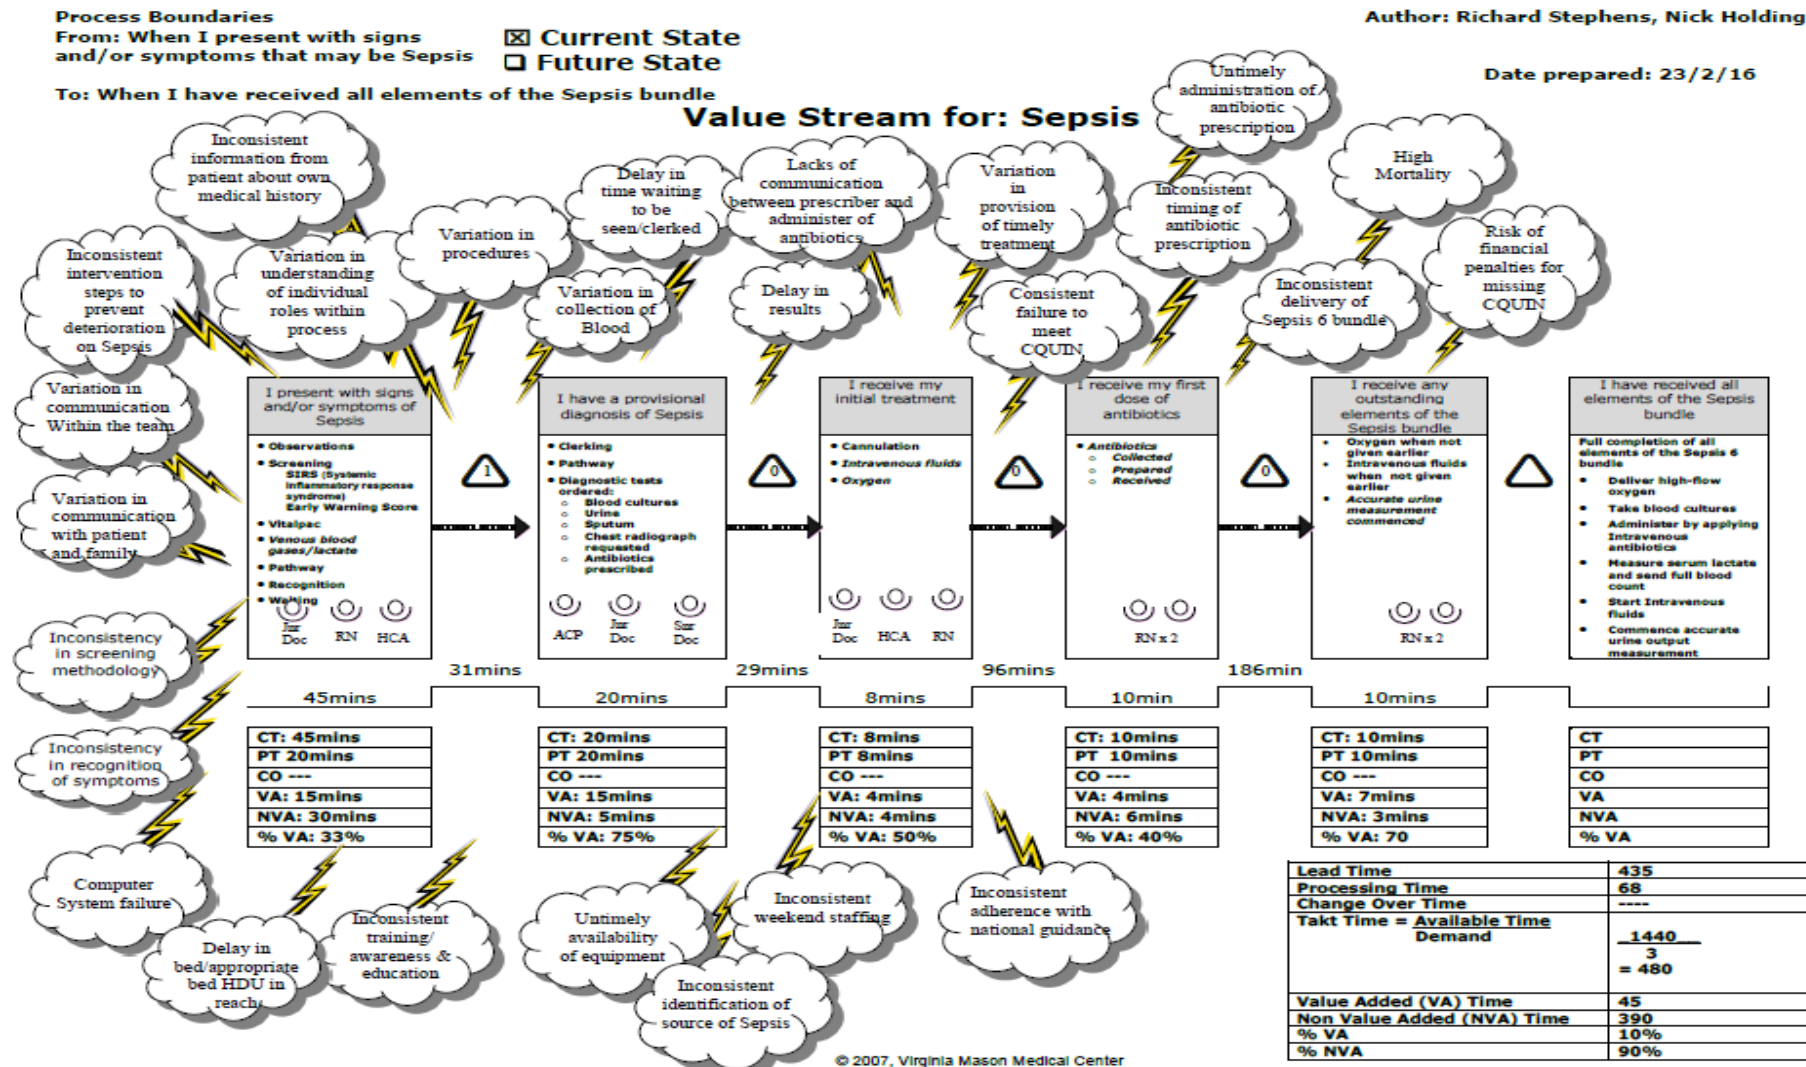 Process Boundaries
From: When I present with signs
and/or symptoms that may be Sepsis
To: When I have received all elements of the Sepsis bundle
☒ Current State
❑ Future State
Author: Richard Stephens, Nick Holding
Date prepared: 23/2/16
Value Stream for: Sepsis
Inconsistent
information from
patient about own
medical history
Inconsistent
intervention
steps to
prevent
deterioration
on Sepsis
Variation in
understanding
of individual
roles within
process
Variation in
procedures
Delay in
time waiting
to be
seen/clerked
Variation in
collection of
Blood
Lacks of
communication
between prescriber and
administer of
antibiotics
Delay in
results
Variation
in
provision
of timely
treatment
Consistent
failure to
meet
CQUIN
Untimely
administration of
antibiotic
prescription
Inconsistent
timing of
antibiotic
prescription
High
Mortality
Inconsistent
delivery of
Sepsis 6 bundle
Risk of
financial
penalties for
missing
CQUIN
Variation in
communication
Within the team
Variation in
communication
with patient
and family
Inconsistency
in screening
methodology
Inconsistency
in recognition
of symptoms
I present with signs
and/or symptoms of
Sepsis
• Observations
• Screening
SIRS (Systemic
inflammatory response
syndrome)
Early Warning Score
• Vitalpac
• Venous blood
gases/lactate
• Pathway
• Recognition
• Waiting
Jnr
Doc
RN
HCA
1
I have a provisional
diagnosis of Sepsis
• Clerking
• Pathway
• Diagnostic tests
ordered:
o Blood cultures
o Urine
o Sputum
o Chest radiograph
requested
o Antibiotics
prescribed
ACP
Jnr
Doc
Snr
Doc
0
I receive my
initial treatment
• Cannulation
• Intravenous fluids
• Oxygen
Jnr
Doc
HCA
RN
0
I receive my first
dose of
antibiotics
• Antibiotics
o Collected
o Prepared
o Received
RN x 2
0
I receive any
outstanding
elements of the
Sepsis bundle
• Oxygen when not
given earlier
• Intravenous fluids
when not given
earlier
• Accurate urine
measurement
commenced
RN x 2
I have received all
elements of the Sepsis
bundle
Full completion of all
elements of the Sepsis 6
bundle
• Deliver high-flow
oxygen
• Take blood cultures
• Administer by applying
Intravenous
antibiotics
• Measure serum lactate
and send full blood
count
• Start Intravenous
fluids
• Commence accurate
urine output
measurement
45mins
31mins
20mins
29mins
8mins
96mins
10min
186min
10mins
CT: 45mins
PT 20mins
CO ---
VA: 15mins
NVA: 30mins
% VA: 33%
CT: 20mins
PT 20mins
CO ---
VA: 15mins
NVA: 5mins
% VA: 75%
CT: 8mins
PT 8mins
CO ---
VA: 4mins
NVA: 4mins
% VA: 50%
CT: 10mins
PT 10mins
CO ---
VA: 4mins
NVA: 6mins
% VA: 40%
CT: 10mins
PT 10mins
CO ---
VA: 7mins
NVA: 3mins
% VA: 70
CT
PT
CO
VA
NVA
% VA
Computer
System failure
Delay in
bed/appropriate
bed HDU in
reach
Inconsistent
training/
awareness &
education
Untimely
availability
of equipment
Inconsistent
weekend staffing
Inconsistent
identification of
source of Sepsis
Inconsistent
adherence with
national guidance
Lead Time 435
Processing Time 68
Change Over Time ----
Takt Time = Available Time
Demand
1440
3
= 480
Value Added (VA) Time 45
Non Value Added (NVA) Time 390
% VA 10%
% NVA 90%
© 2007, Virginia Mason Medical Center